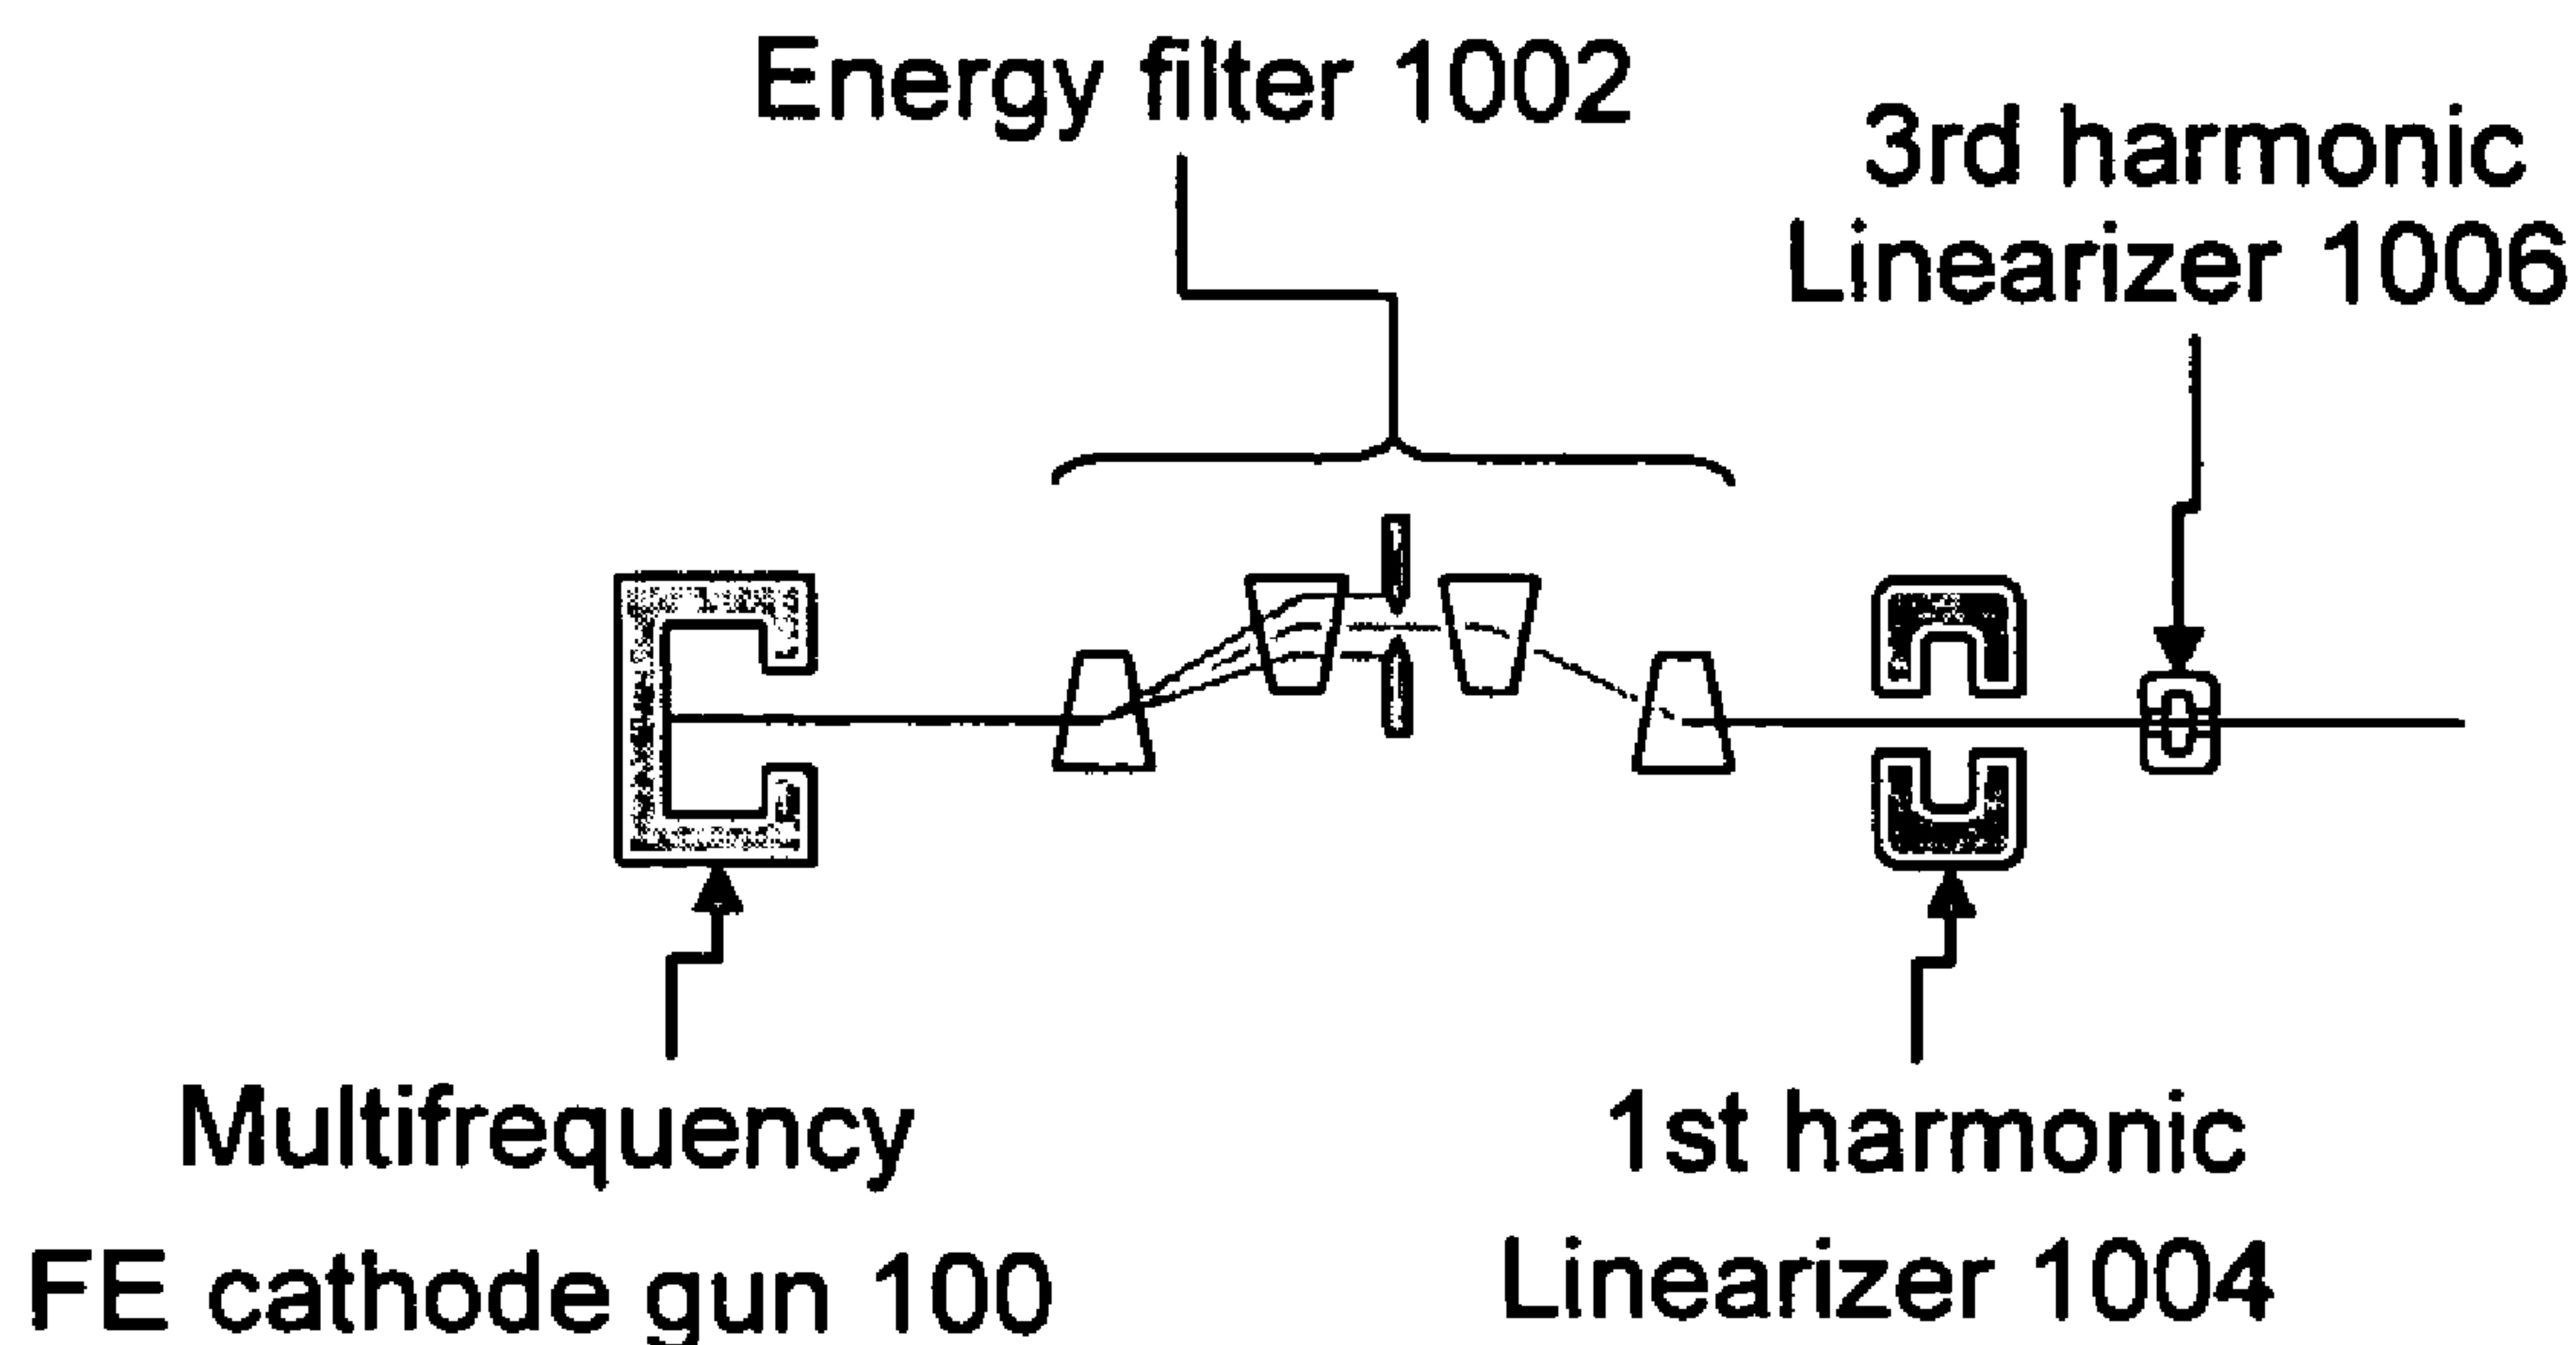 Energy filter 1002
3rd harmonic
Linearizer 1006
Multifrequency
FE cathode gun 100
1st harmonic
Linearizer 1004